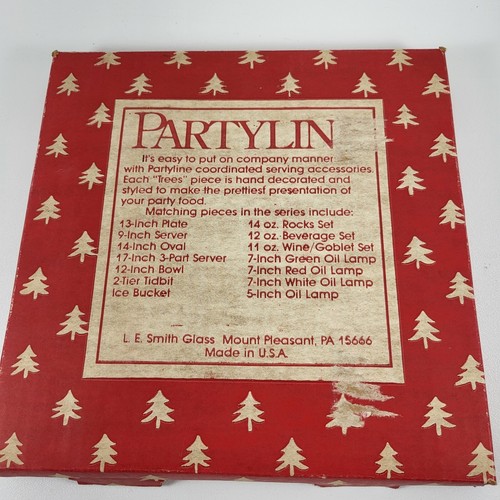 PARTYLIN
It's easy to put on company manner
with Partyline coordinated serving accessories.
Each "Trees" piece is hand decorated and
styled to make the prettiest presentation of
your party food.
Matching pieces in the series include:
13-Inch Plate
9-Inch Server
14-Inch Oval
17-Inch 3-Part Server
12-Inch Bowl
2-Tier Tidbit
Ice Bucket
14 oz. Rocks Set
12 oz. Beverage Set
11 oz. Wine/Goblet Set
7-Inch Green Oil Lamp
7-Inch Red Oil Lamp
7-Inch White Oil Lamp
5-Inch Oil Lamp
L. E. Smith Glass Mount Pleasant, PA 15666
Made in U.S.A.